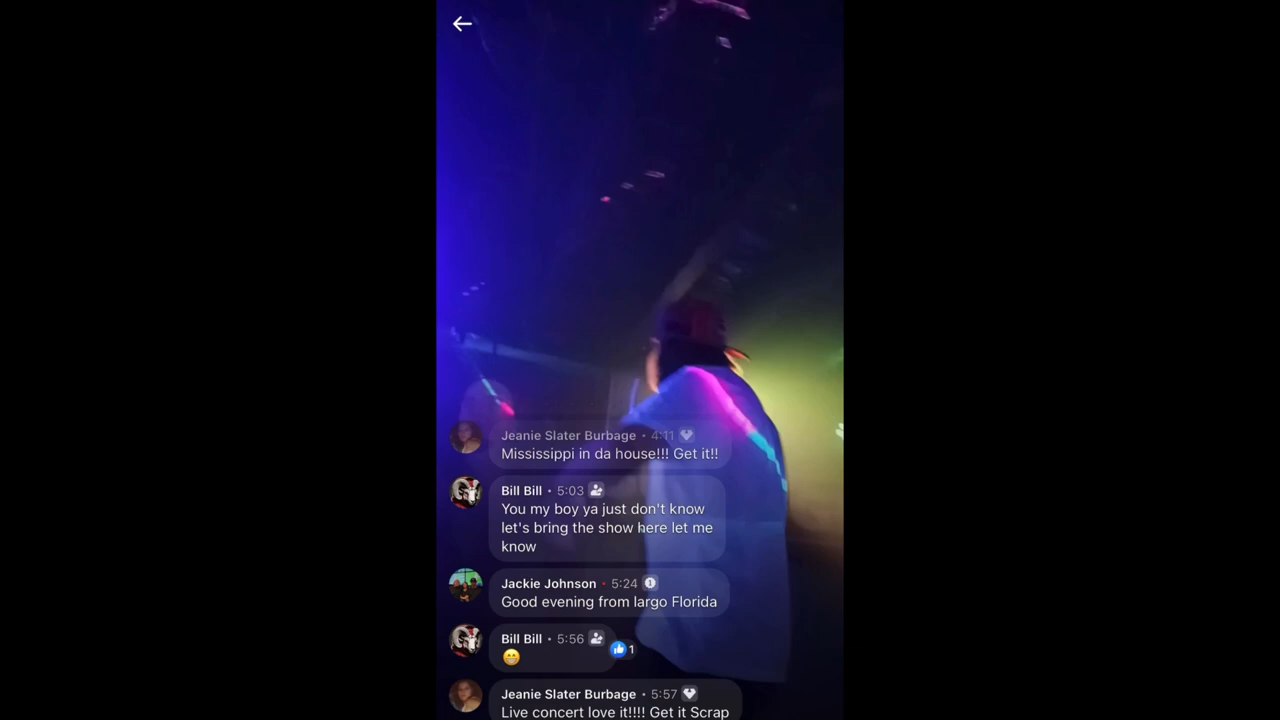 Jeanie Slater Burbage • 4:11
Mississippi in da house!!! Get it!!
Bill Bill • 5:03
You my boy ya just don't know
let's bring the show here let me
know
Jackie Johnson • 5:24
Good evening from largo Florida
Bill Bill • 5:56
😁
1
Jeanie Slater Burbage • 5:57
Live concert love it!!!! Get it Scrap